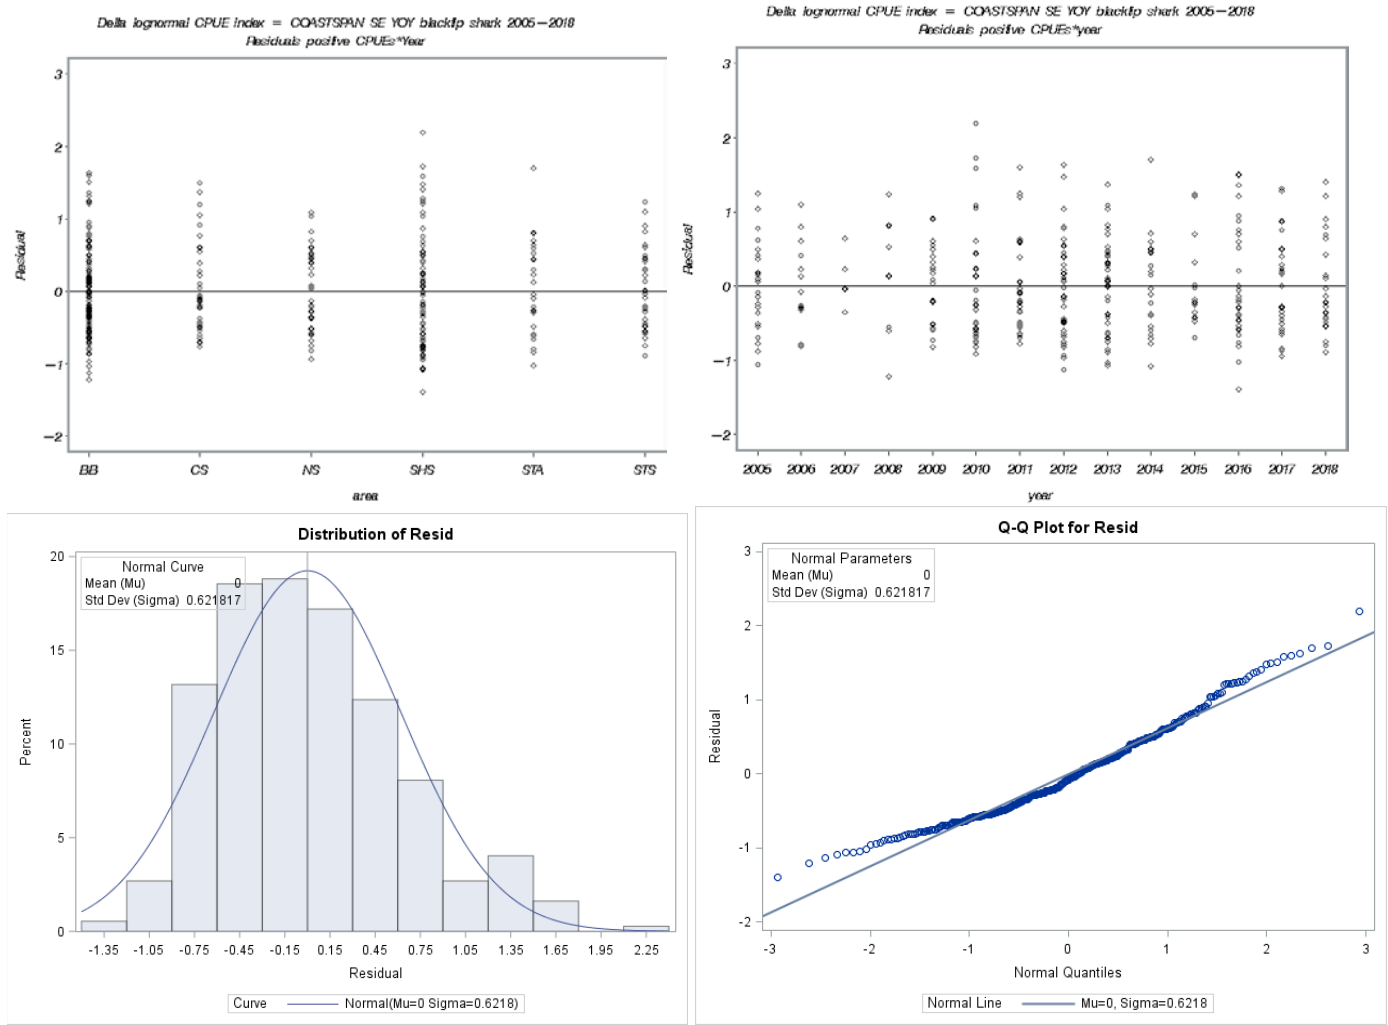 Delta lognormal CPUE index = COASTSPAN SE YOY blacktip shark 2005-2018
Residuals positive CPUEs*Year
3
2
1
0
-1
-2
Residual
BB CS NS SHS STA STS
area
Delta lognormal CPUE index = COASTSPAN SE YOY blacktip shark 2005-2018
Residuals positive CPUEs*year
3
2
1
0
-1
-2
Residual
2005 2006 2007 2008 2009 2010 2011 2012 2013 2014 2015 2016 2017 2018
year
Distribution of Resid
Normal Curve
Mean (Mu) 0
Std Dev (Sigma) 0.621817
20
15
10
5
0
Percent
-1.35 -1.05 -0.75 -0.45 -0.15 0.15 0.45 0.75 1.05 1.35 1.65 1.95 2.25
Residual
Curve Normal(Mu=0 Sigma=0.6218)
Q-Q Plot for Resid
Normal Parameters
Mean (Mu) 0
Std Dev (Sigma) 0.621817
3
2
1
0
-1
-2
Residual
-3 -2 -1 0 1 2 3
Normal Quantiles
Normal Line Mu=0, Sigma=0.6218